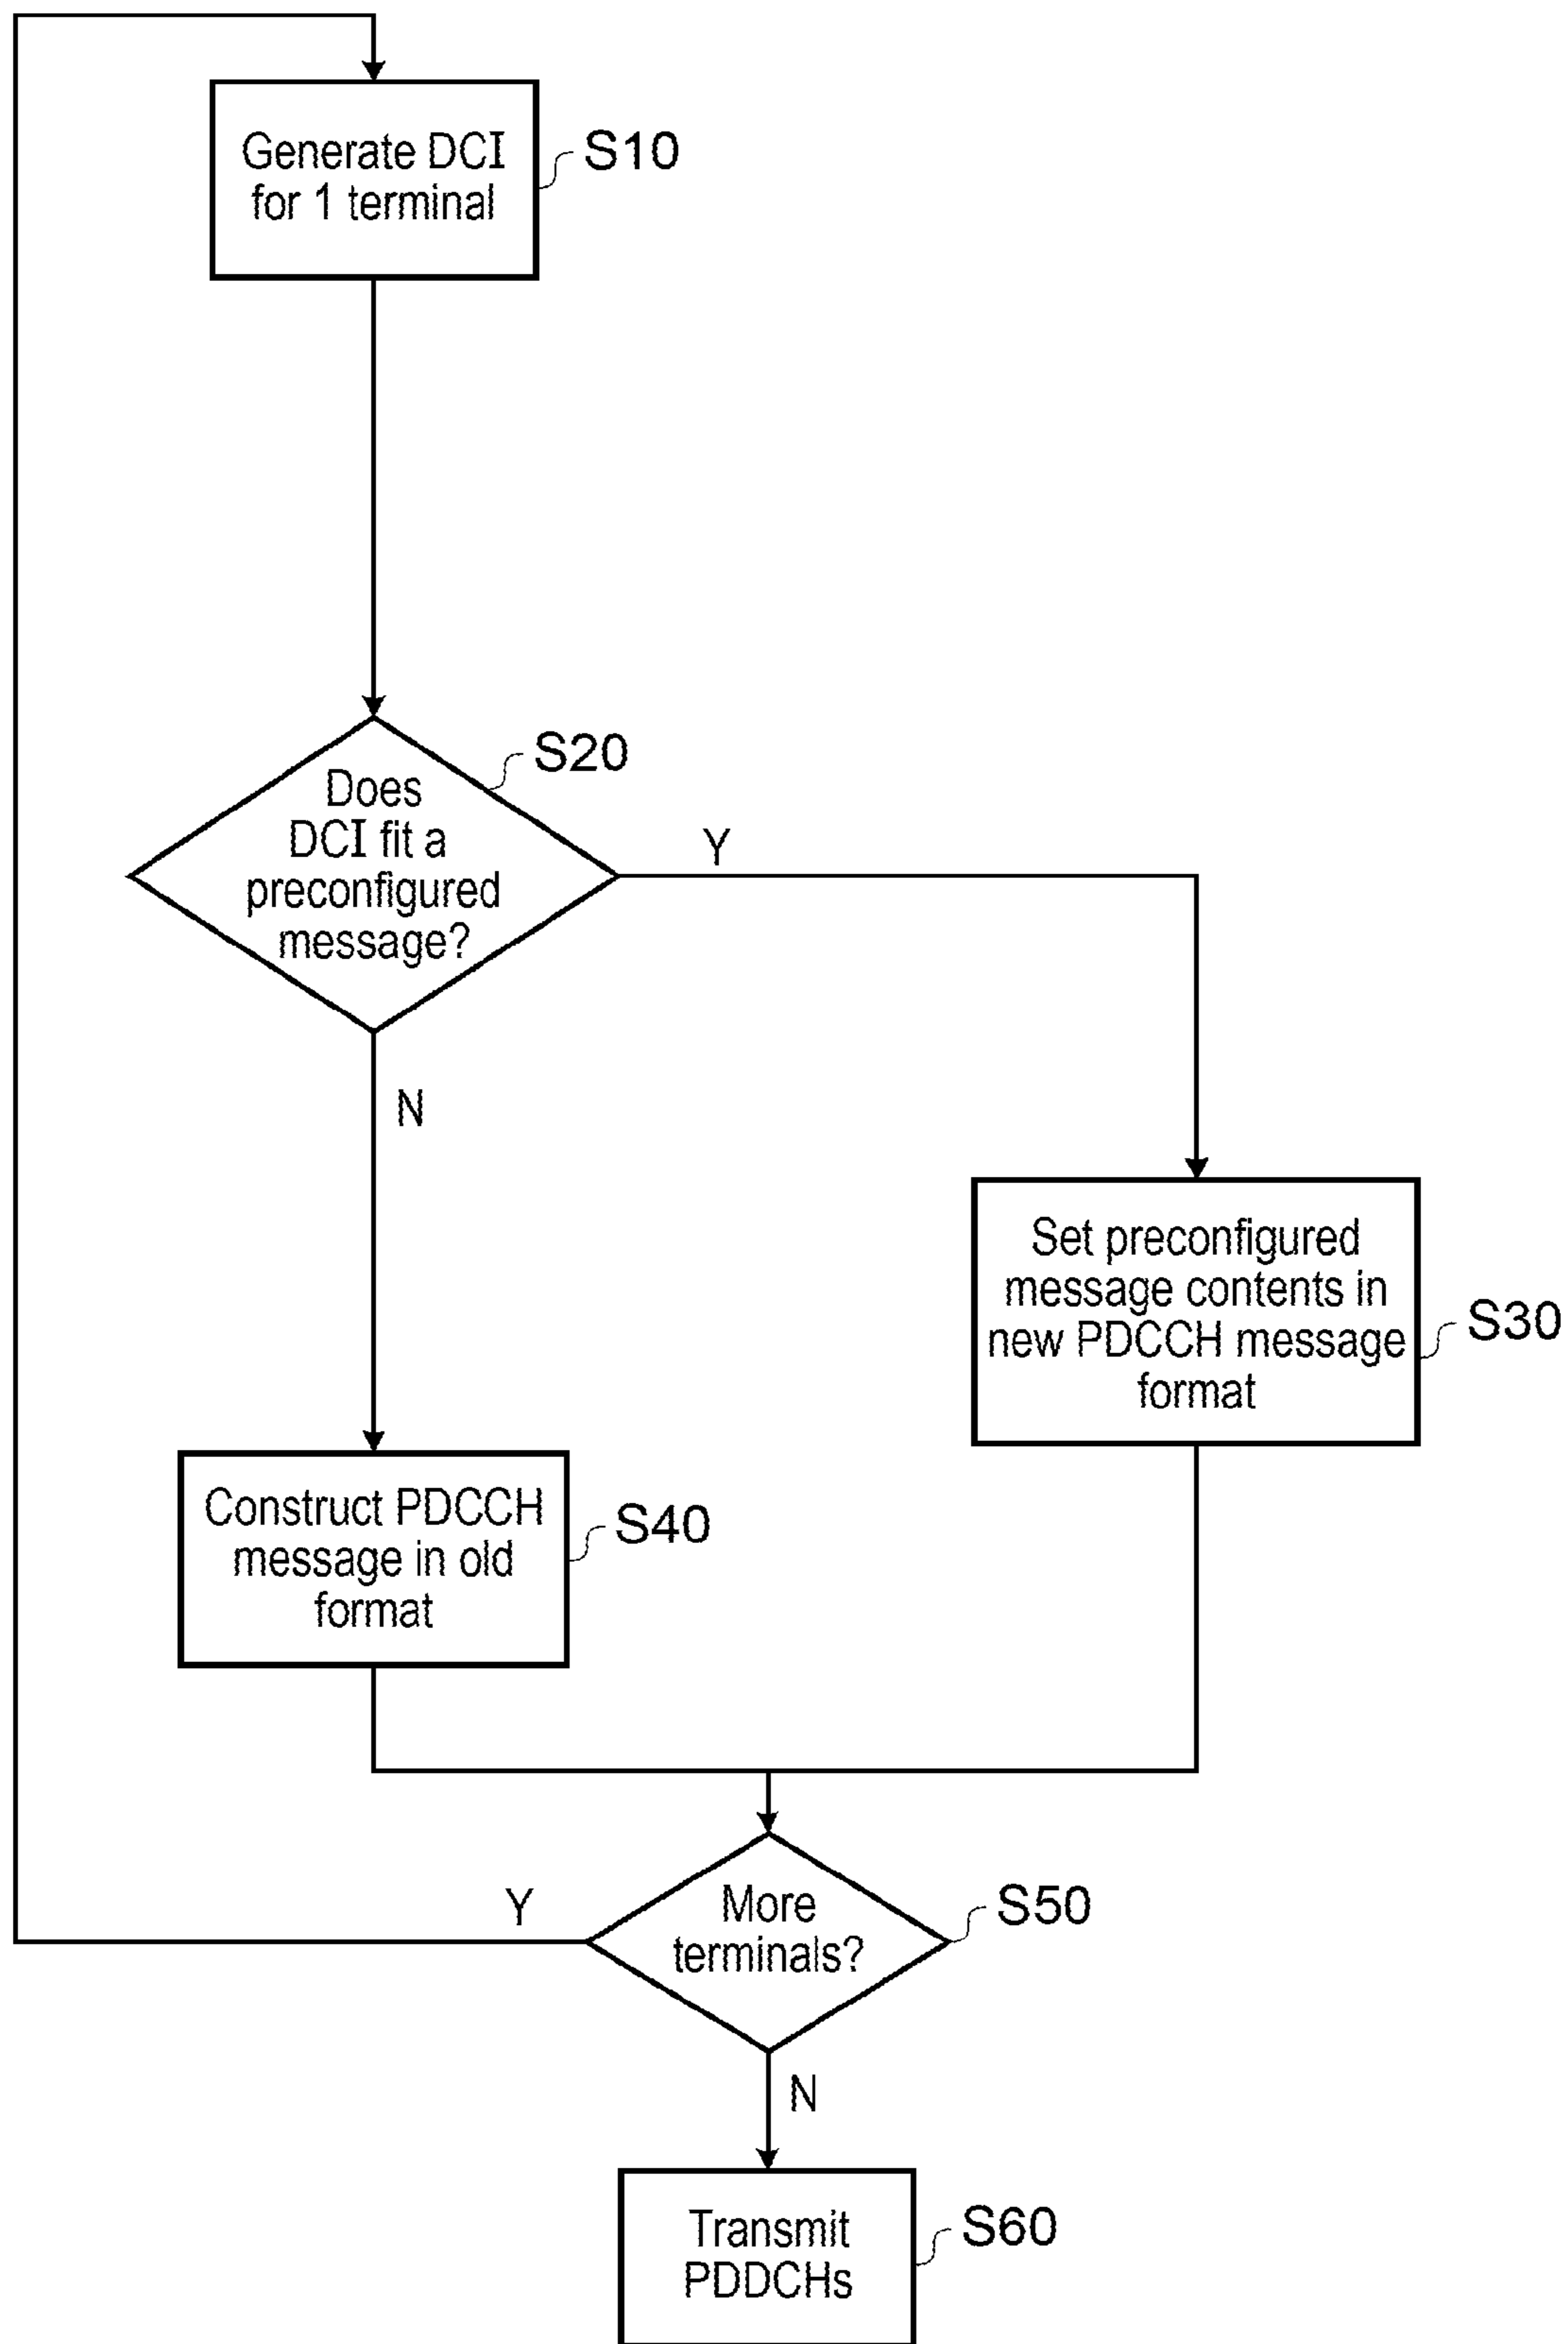 Generate DCI
for 1 terminal
S10
S20
Does
DCI fit a
preconfigured
message?
Y
N
Set preconfigured
message contents in
new PDCCH message
format
S30
Construct PDCCH
message in old
format
S40
More
terminals?
S50
Y
N
Transmit
PDDCHs
S60